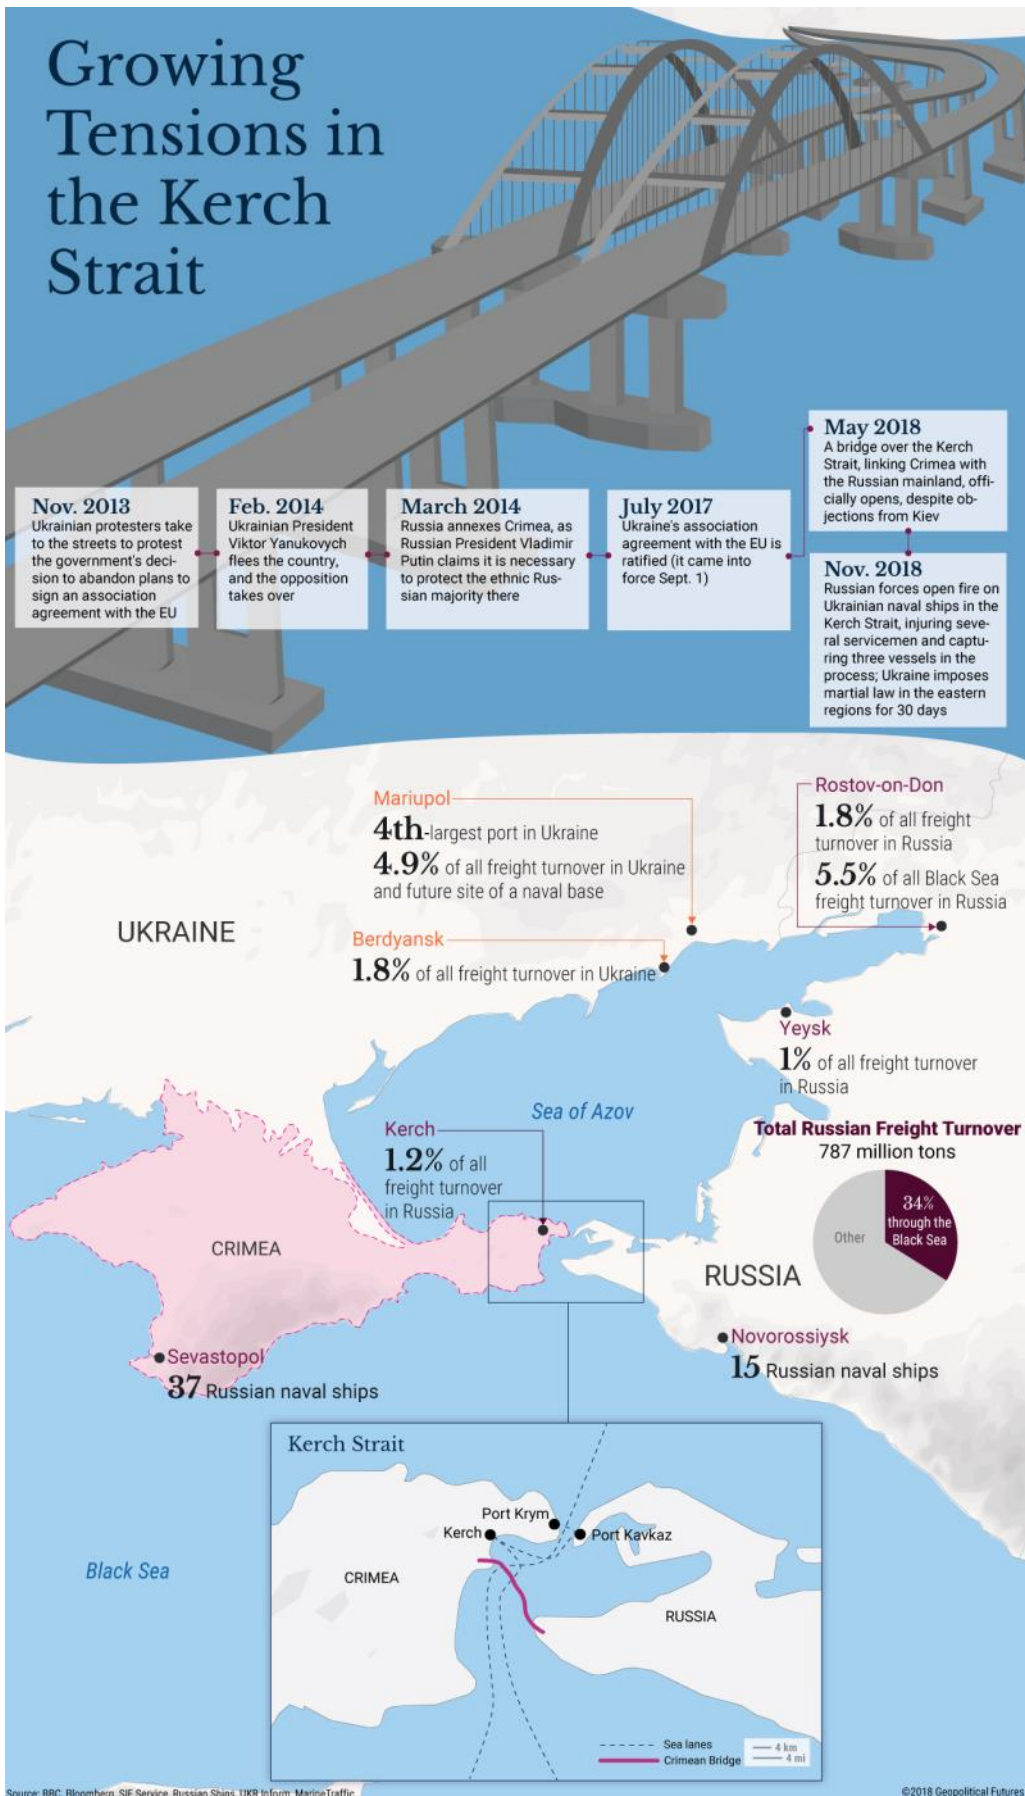 Growing
Tensions in
the Kerch
Strait
Nov. 2013
Ukrainian protesters take
to the streets to protest
the government's deci-
sion to abandon plans to
sign an association
agreement with the EU
Feb. 2014
Ukrainian President
Viktor Yanukovych
flees the country,
and the opposition
takes over
March 2014
Russia annexes Crimea, as
Russian President Vladimir
Putin claims it is necessary
to protect the ethnic Rus-
sian majority there
July 2017
Ukraine's association
agreement with the EU is
ratified (it came into
force Sept. 1)
May 2018
A bridge over the Kerch
Strait, linking Crimea with
the Russian mainland, offi-
cially opens, despite ob-
jections from Kiev
Nov. 2018
Russian forces open fire on
Ukrainian naval ships in the
Kerch Strait, injuring seve-
ral servicemen and captu-
ring three vessels in the
process; Ukraine imposes
martial law in the eastern
regions for 30 days
Mariupol
4th-largest port in Ukraine
4.9% of all freight turnover in Ukraine
and future site of a naval base
Rostov-on-Don
1.8% of all freight
turnover in Russia
5.5% of all Black Sea
freight turnover in Russia
UKRAINE
Berdyansk
1.8% of all freight turnover in Ukraine
Yeysk
1% of all freight turnover
in Russia
Sea of Azov
Kerch
1.2% of all
freight turnover
in Russia
Total Russian Freight Turnover
787 million tons
34%
through the
Black Sea
Other
CRIMEA
RUSSIA
Sevastopol
37 Russian naval ships
Novorossiysk
15 Russian naval ships
Kerch Strait
Port Krym
Kerch
Port Kavkaz
CRIMEA
RUSSIA
Black Sea
Sea lanes
Crimean Bridge
4 km
4 mi
Source: BBC, Bloomberg, SIF Service, Russian Ships, UKR Inform, MarineTraffic
©2018 Geopolitical Futures